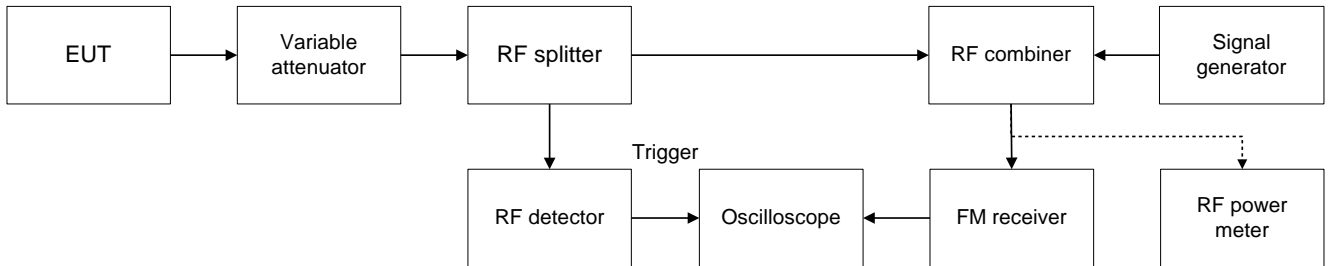 EUT
Variable
attenuator
RF splitter
RF combiner
Signal
generator
Trigger
RF detector
Oscilloscope
FM receiver
RF power
meter